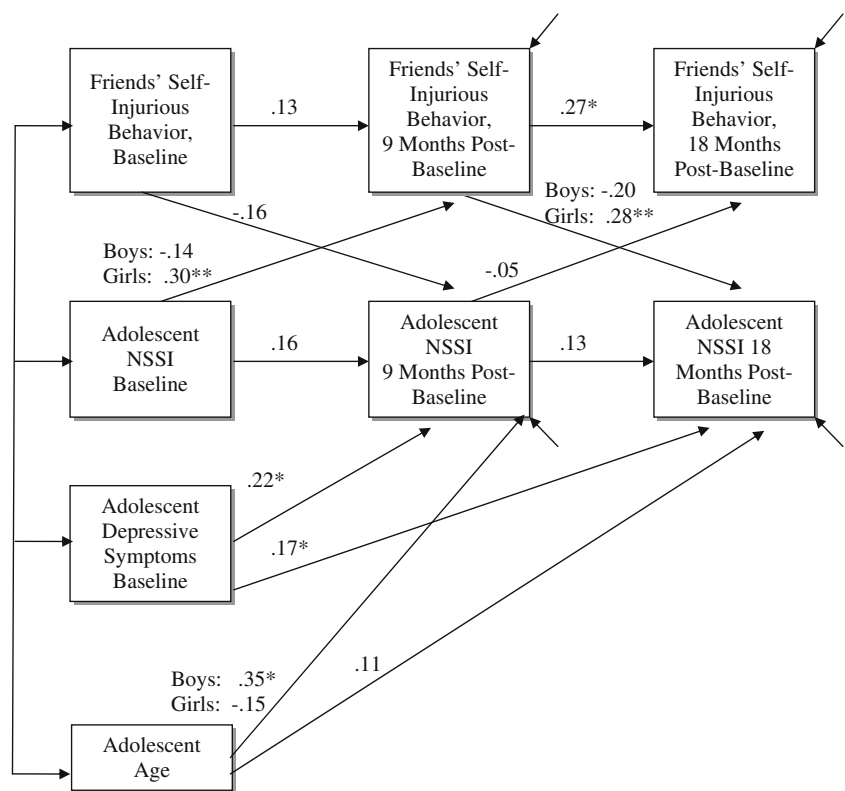 Friends' Self-
Injurious
Behavior,
Baseline
.13
Friends' Self-
Injurious
Behavior,
9 Months Post-
Baseline
.27*
Friends' Self-
Injurious
Behavior,
18 Months
Post-Baseline
-.16
Boys: -.14
Girls: .30**
Boys: -.20
Girls: .28**
-.05
Adolescent
NSSI
Baseline
.16
Adolescent
NSSI
9 Months Post-
Baseline
.13
Adolescent
NSSI 18
Months Post-
Baseline
Adolescent
Depressive
Symptoms
Baseline
.22*
.17*
Boys: .35*
Girls: -.15
.11
Adolescent
Age